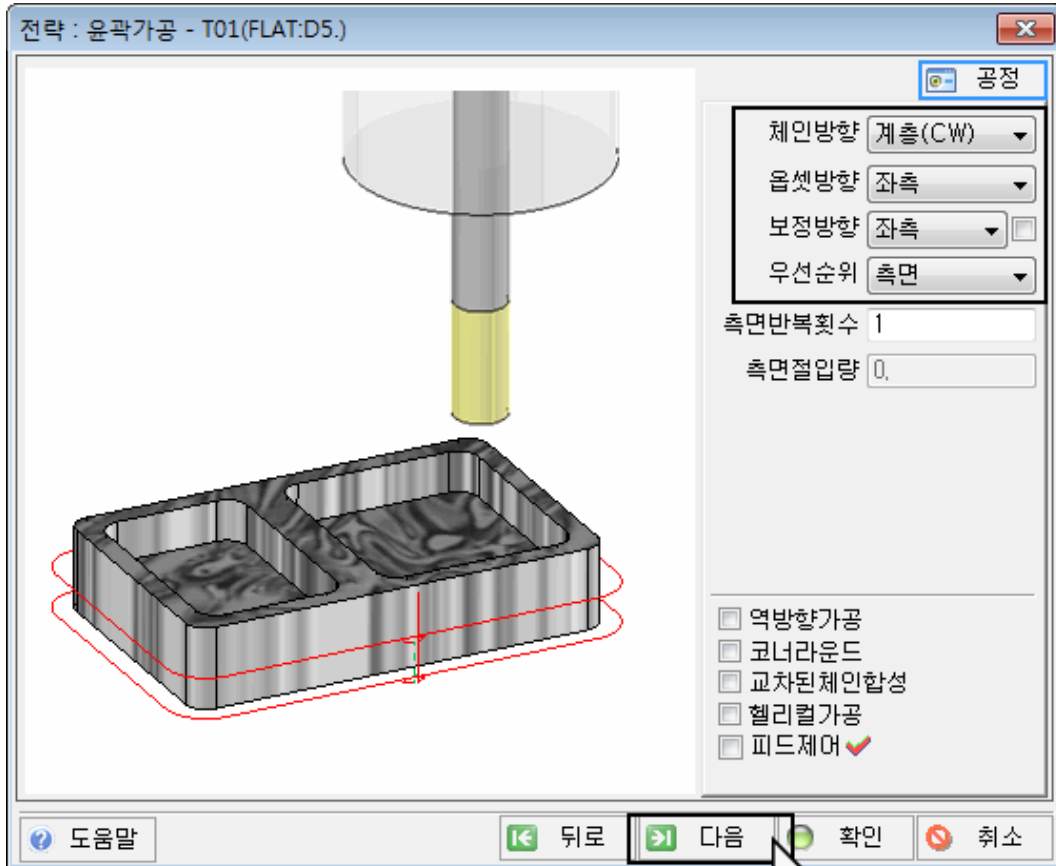 전략 : 윤곽가공 - T01(FLAT:D5.)
공정
체인방향 계층(CW)
옵셋방향 좌측
보정방향 좌측
우선순위 측면
측면반복횟수 1
측면절입량 0,
역방향가공
코너라운드
교차된체인합성
헬리컬가공
피드제어
도움말 뒤로 다음 확인 취소